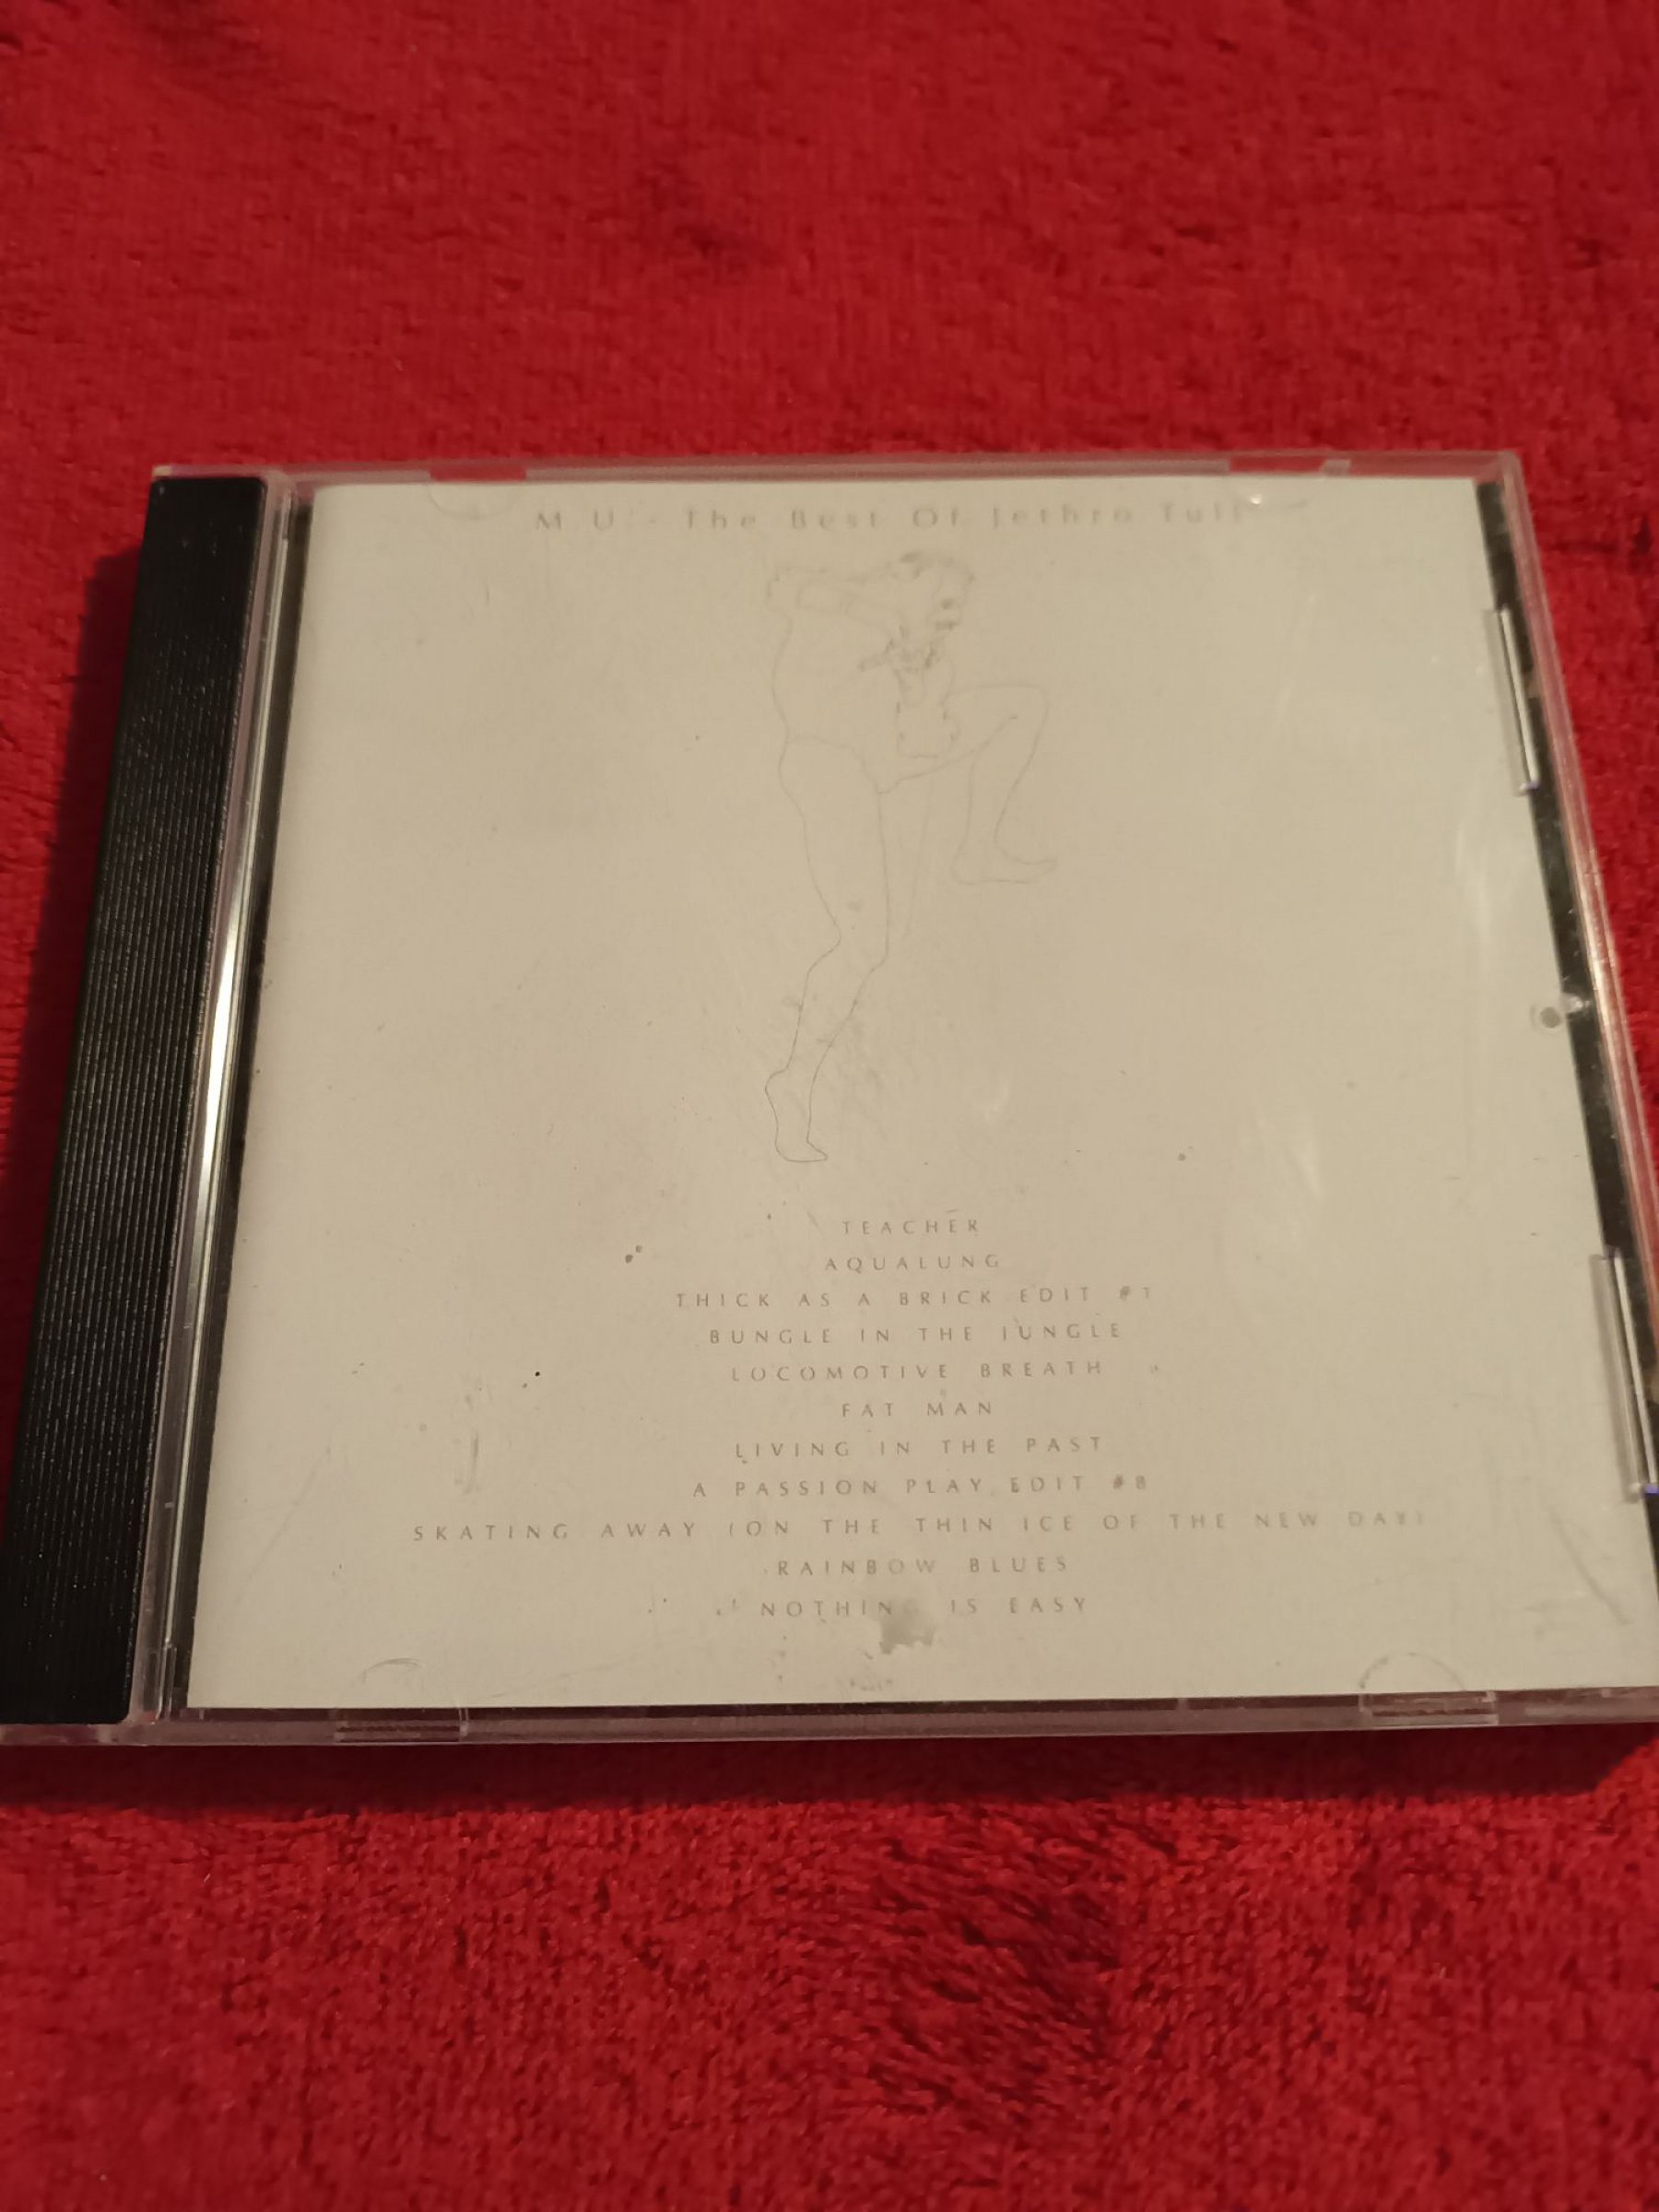 M.U. - The Best Of Jethro Tull
TEACHER
AQUALUNG
THICK AS A BRICK EDIT #1
BUNGLE IN THE JUNGLE
LOCOMOTIVE BREATH
FAT MAN
LIVING IN THE PAST
A PASSION PLAY EDIT #8
SKATING AWAY (ON THE THIN ICE OF THE NEW DAY)
RAINBOW BLUES
NOTHING IS EASY